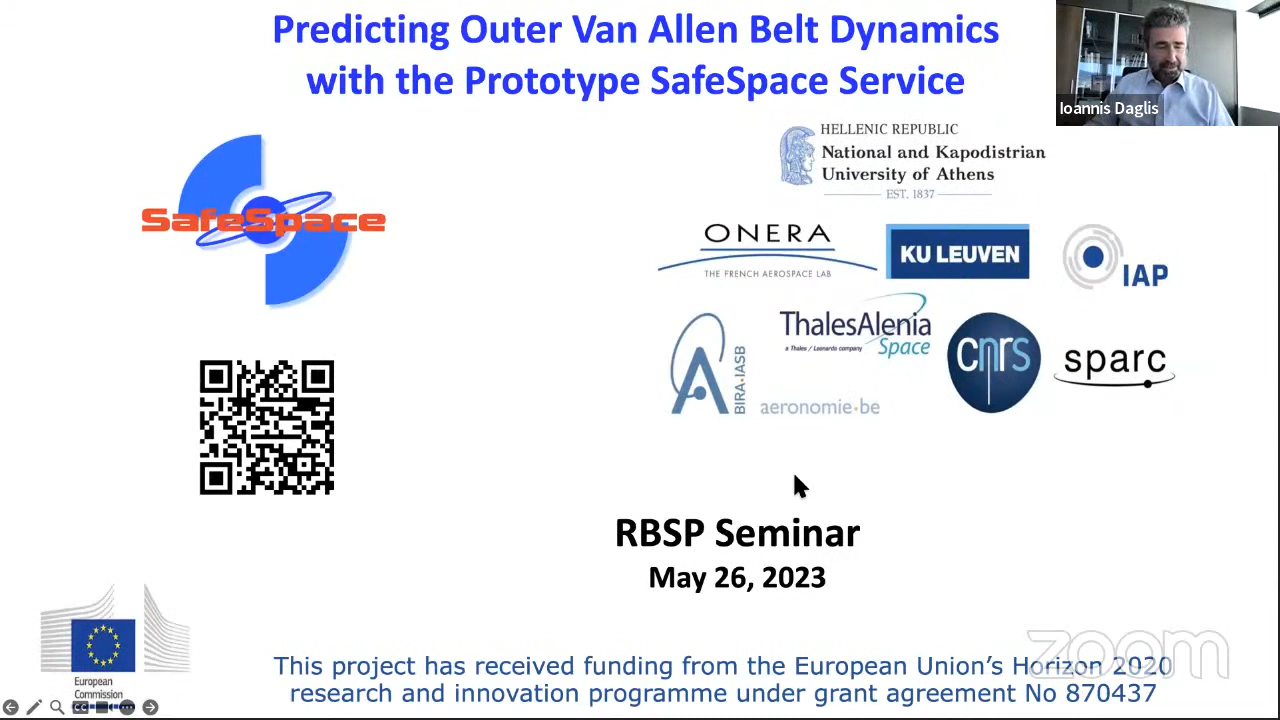 Predicting Outer Van Allen Belt Dynamics
with the Prototype SafeSpace Service
Ioannis Daglis
HELLENIC REPUBLIC
National and Kapodistrian
University of Athens
EST. 1837
SafeSpace
ONERA
THE FRENCH AEROSPACE LAB
KU LEUVEN
IAP
ThalesAlenia
a Thales / Leonardo company
Space
BIRA-IASB
aeronomie·be
cnrs
sparc
RBSP Seminar
May 26, 2023
This project has received funding from the European Union's Horizon 2020
research and innovation programme under grant agreement No 870437
European
Commission
zoom